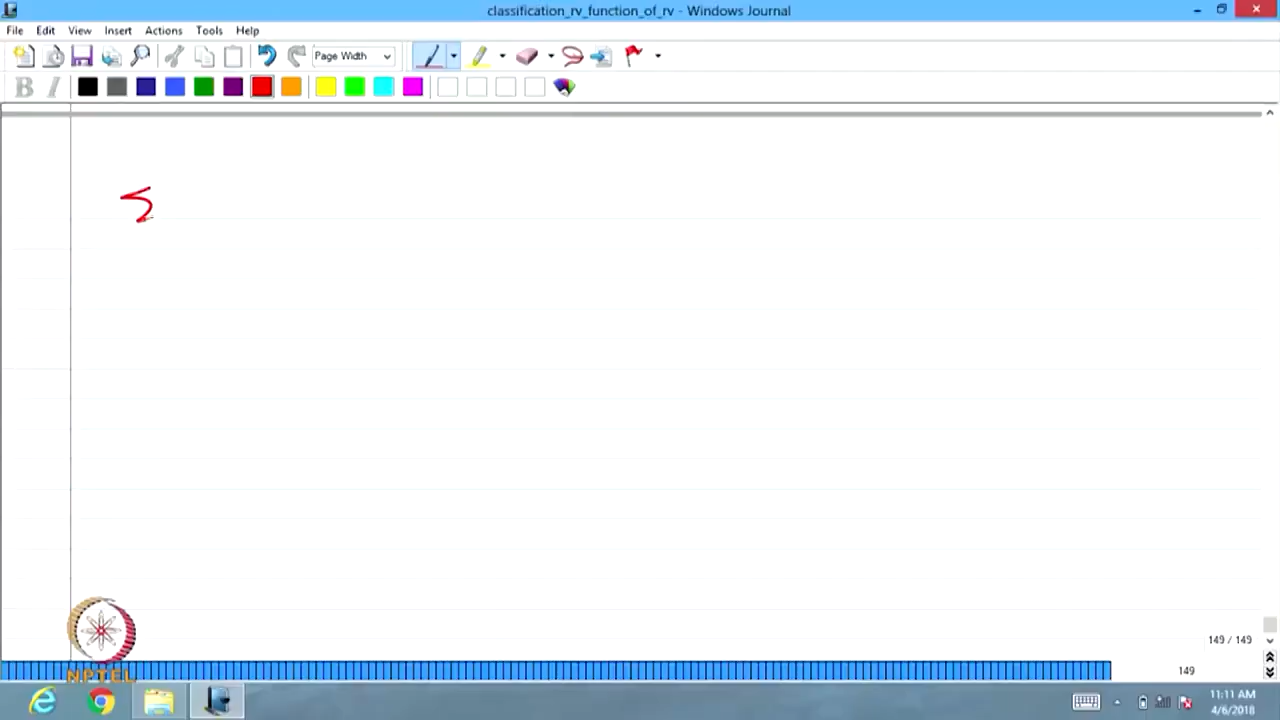 classification_rv_function_of_rv - Windows Journal
File Edit View Insert Actions Tools Help
Page Width
B I
S
149 / 149
149
NPTEL
11:11 AM
4/6/2018